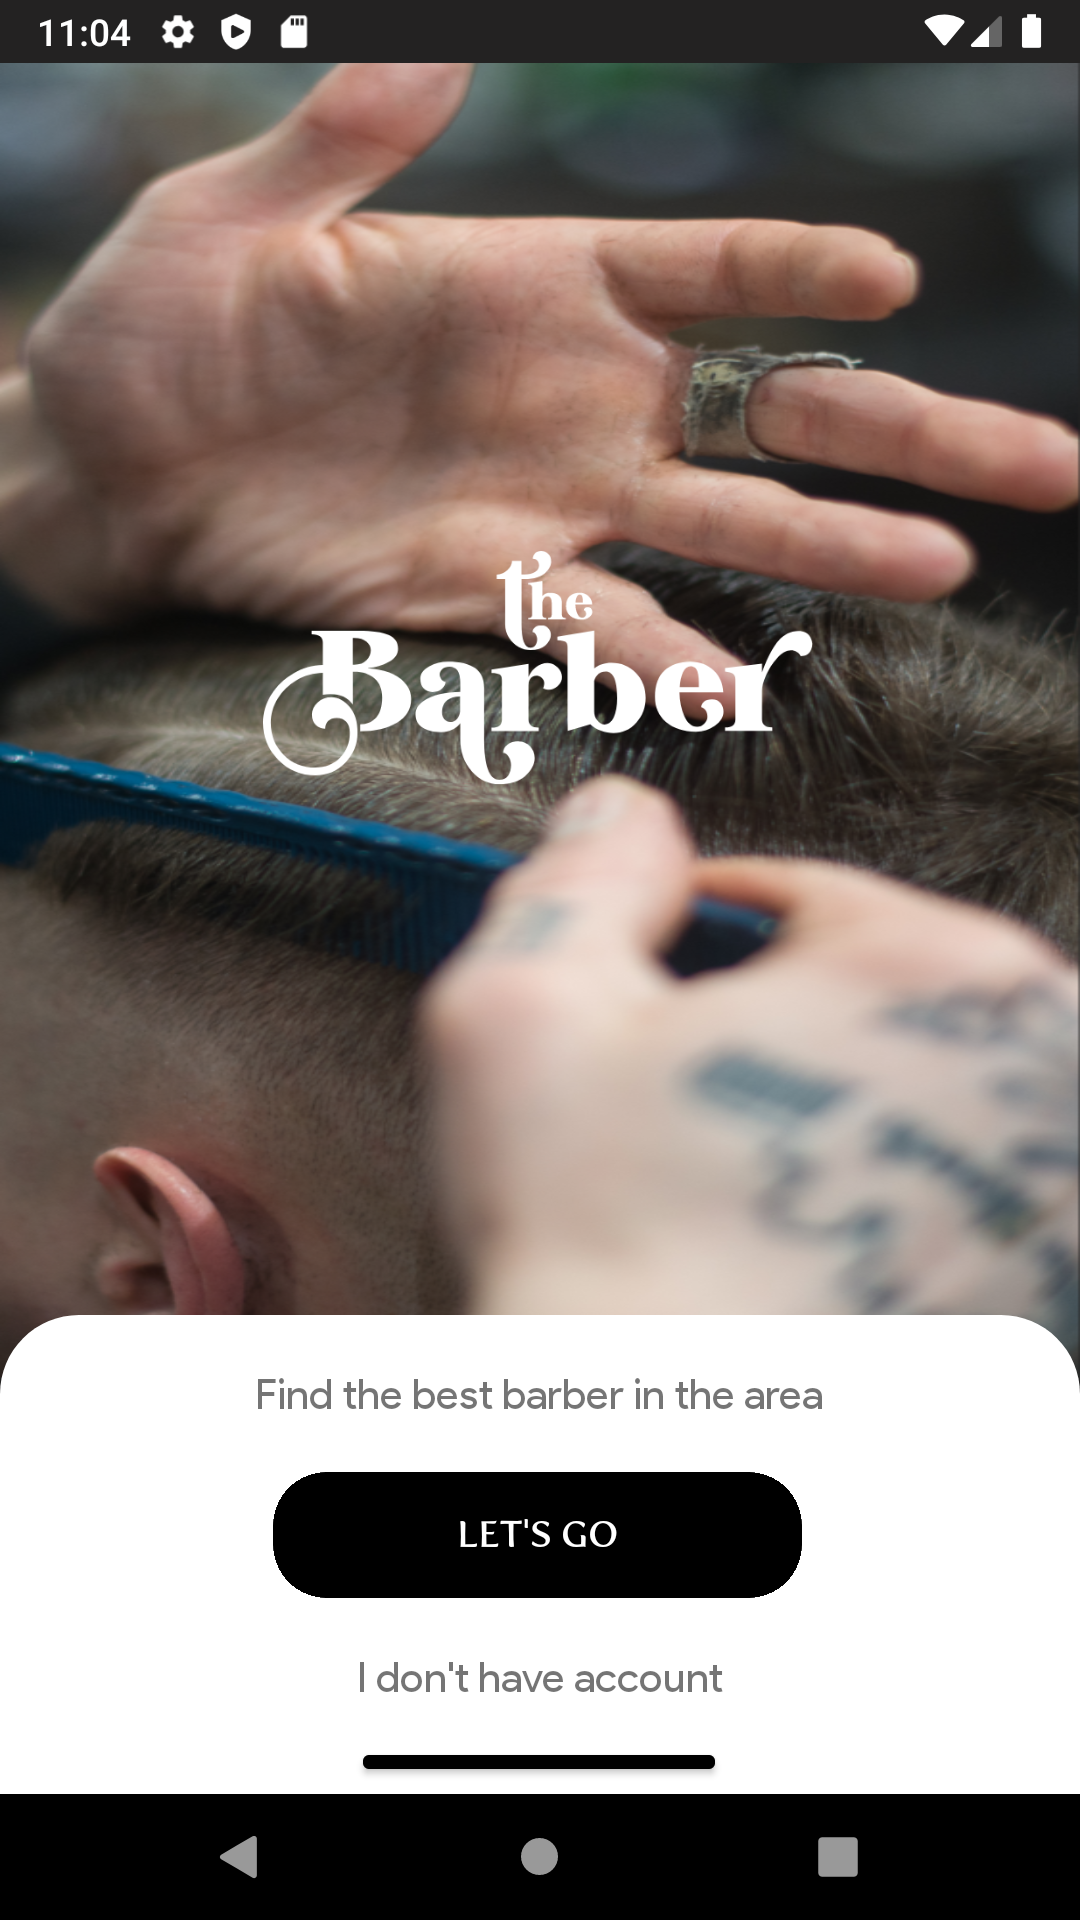 11:04
the
Barber
Find the best barber in the area
LET'S GO
I don't have account